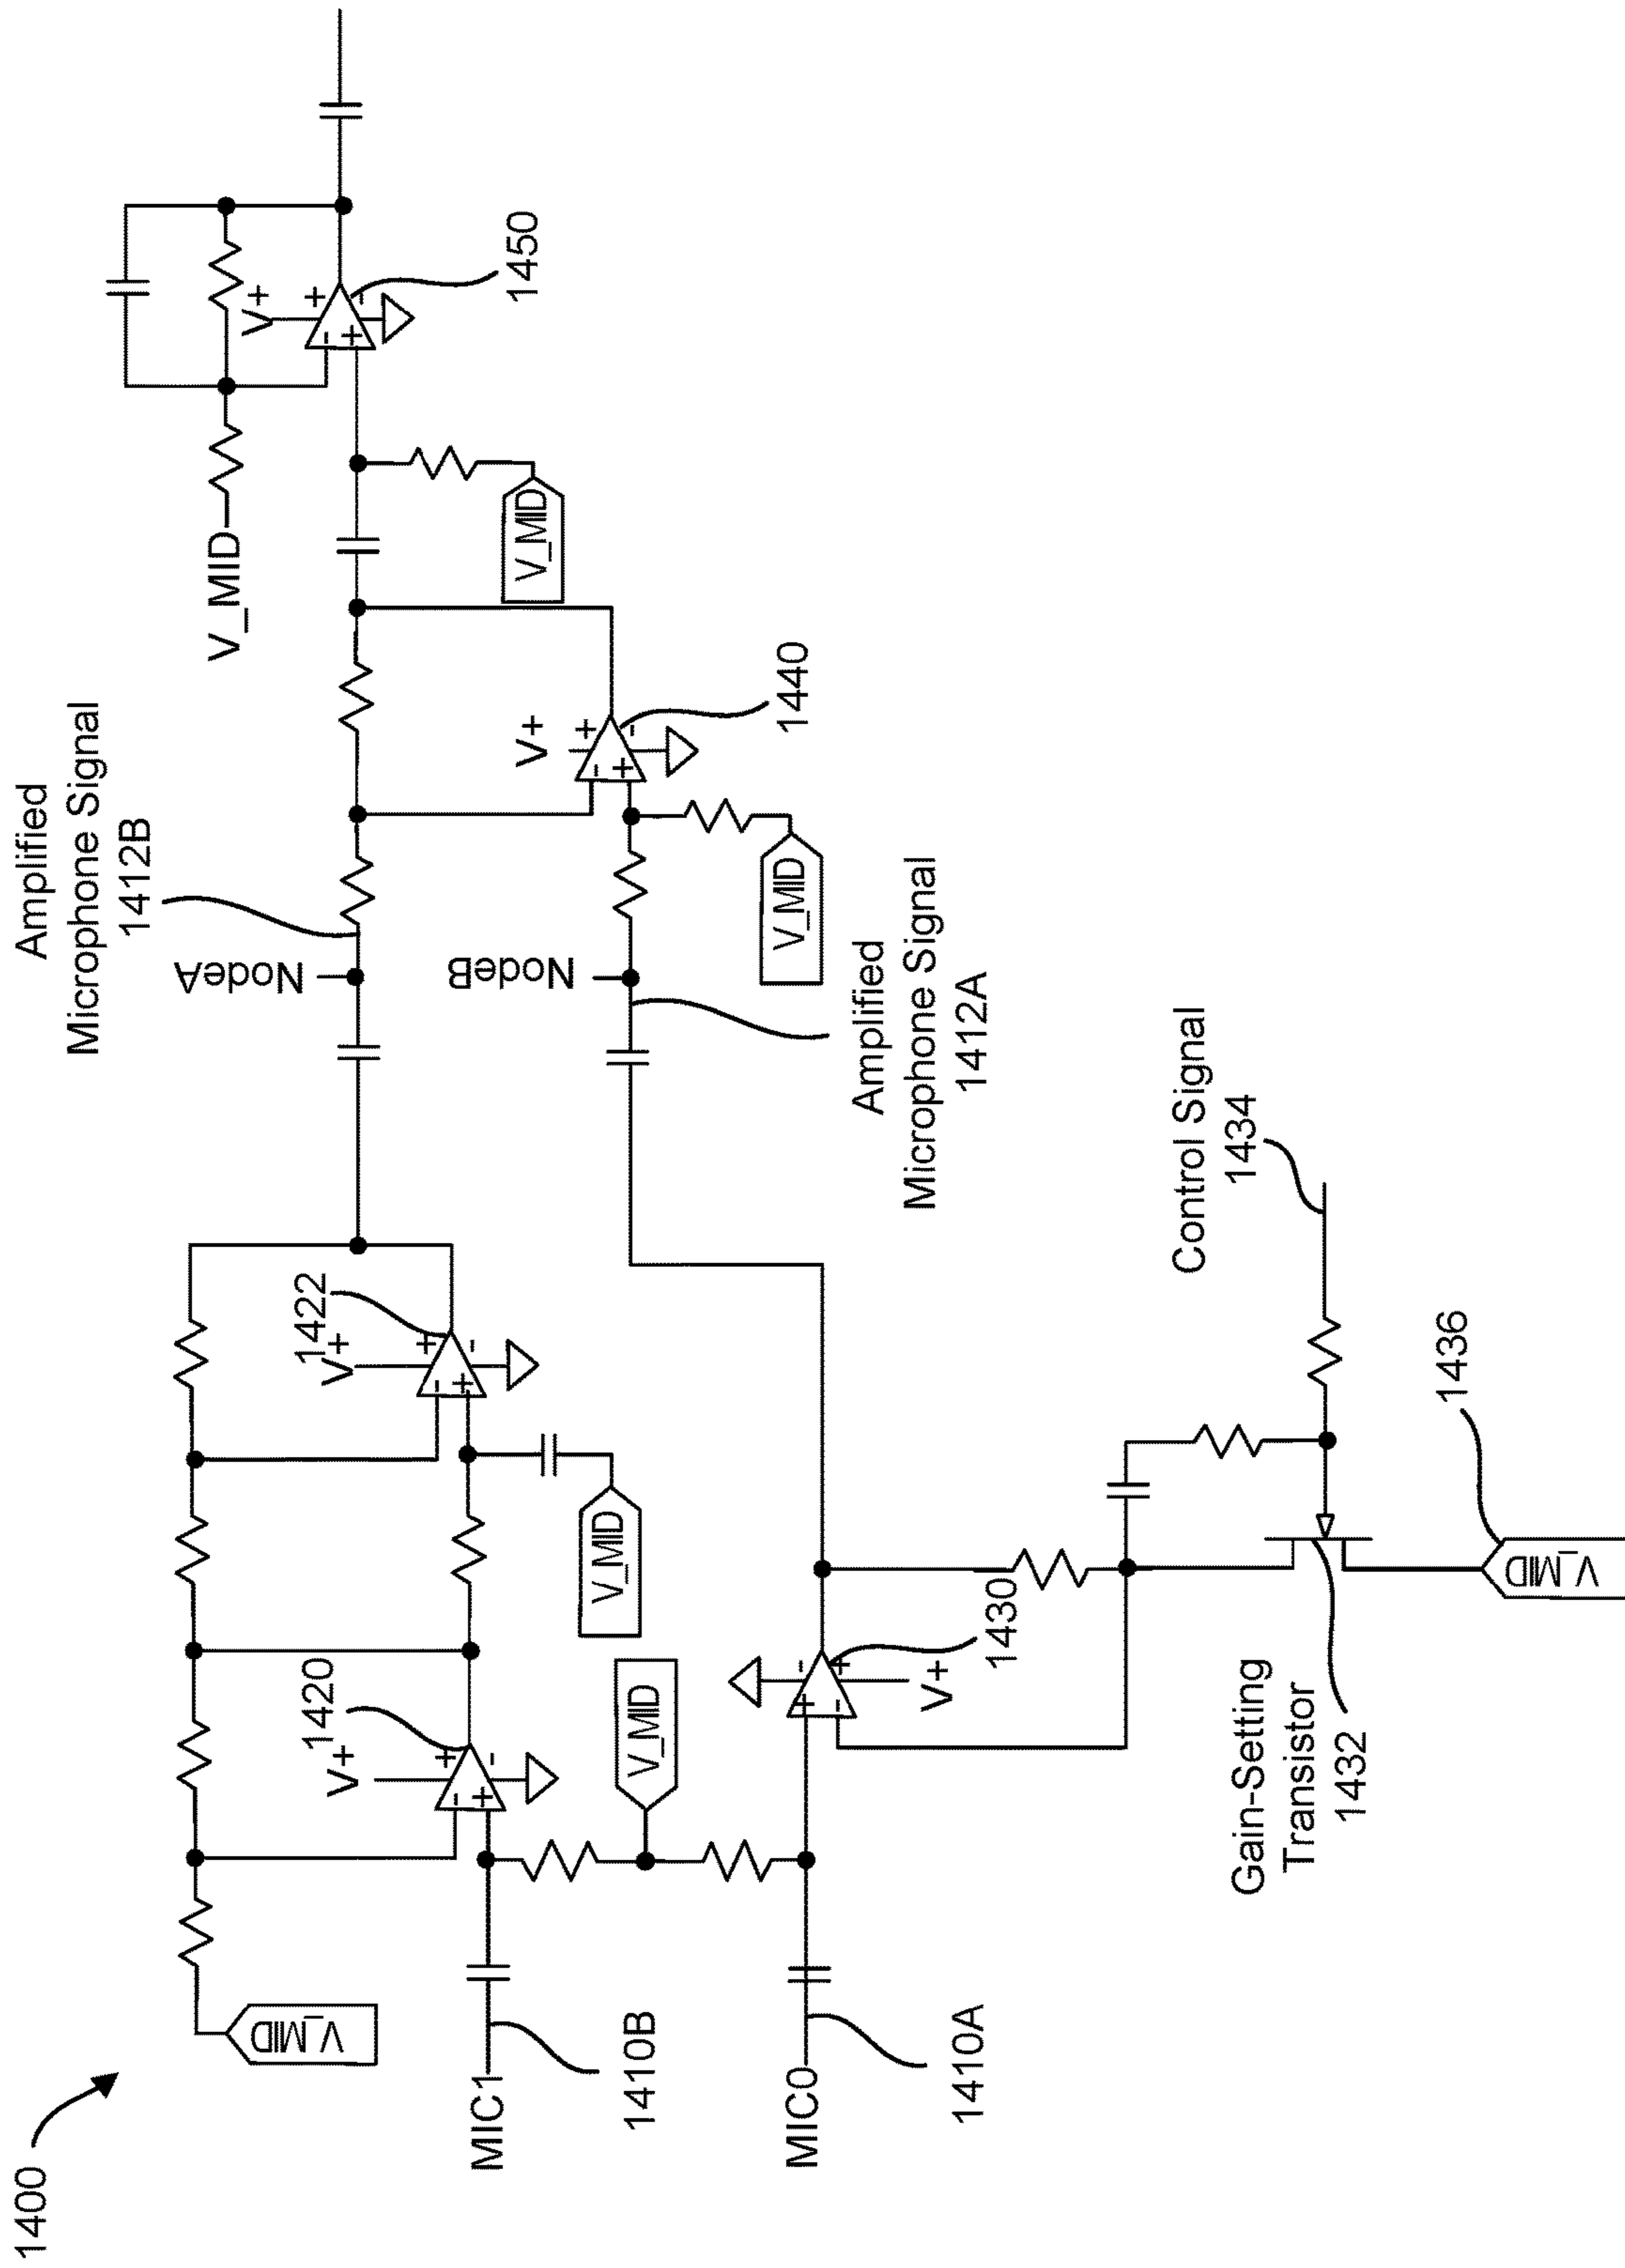 1400
Amplified
Microphone Signal
1412B
NodeA
NodeB
V_MID
V+
1450
V_MID
V+
1440
V_MID
Amplified
Microphone Signal
1412A
1422
V+
V_MID
1420
V+
V_MID
V_MID
MIC1
1410B
MIC0
1410A
1430
V+
Control Signal
1434
Gain-Setting
Transistor
1432
1436
V_MID